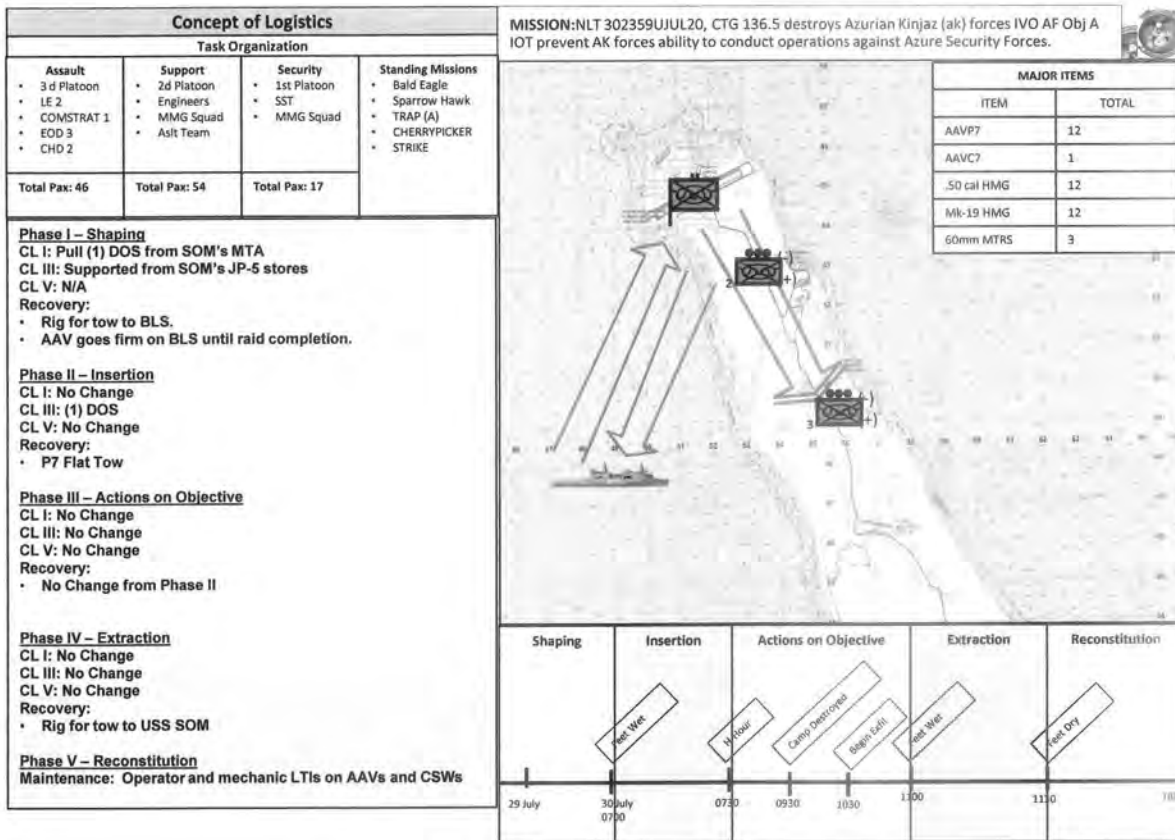 Concept of Logistics
Task Organization
Assault
• 3 d Platoon
• LE 2
• COMSTRAT 1
• EOD 3
• CHD 2
Total Pax: 46
Support
• 2d Platoon
• Engineers
• MMG Squad
• Aslt Team
Total Pax: 54
Security
• 1st Platoon
• SST
• MMG Squad
Total Pax: 17
Standing Missions
• Bald Eagle
• Sparrow Hawk
• TRAP (A)
• CHERRYPICKER
• STRIKE
Phase I – Shaping
CL I: Pull (1) DOS from SOM's MTA
CL III: Supported from SOM's JP-5 stores
CL V: N/A
Recovery:
• Rig for tow to BLS.
• AAV goes firm on BLS until raid completion.
Phase II – Insertion
CL I: No Change
CL III: (1) DOS
CL V: No Change
Recovery:
• P7 Flat Tow
Phase III – Actions on Objective
CL I: No Change
CL III: No Change
CL V: No Change
Recovery:
• No Change from Phase II
Phase IV – Extraction
CL I: No Change
CL III: No Change
CL V: No Change
Recovery:
• Rig for tow to USS SOM
Phase V – Reconstitution
Maintenance: Operator and mechanic LTIs on AAVs and CSWs
MISSION:NLT 302359UJUL20, CTG 136.5 destroys Azurian Kinjaz (ak) forces IVO AF Obj A
IOT prevent AK forces ability to conduct operations against Azure Security Forces.
MAJOR ITEMS
ITEM TOTAL
AAVP7 12
AAVC7 1
.50 cal HMG 12
Mk-19 HMG 12
60mm MTRS 3
2
(-)
+)
3
+)
Shaping Insertion Actions on Objective Extraction Reconstitution
Feet Wet
H-Hour
Camp Destroyed
Begin Exfil
Feet Wet
Feet Dry
29 July
30 July
0700
0730
0930
1030
1100
1130